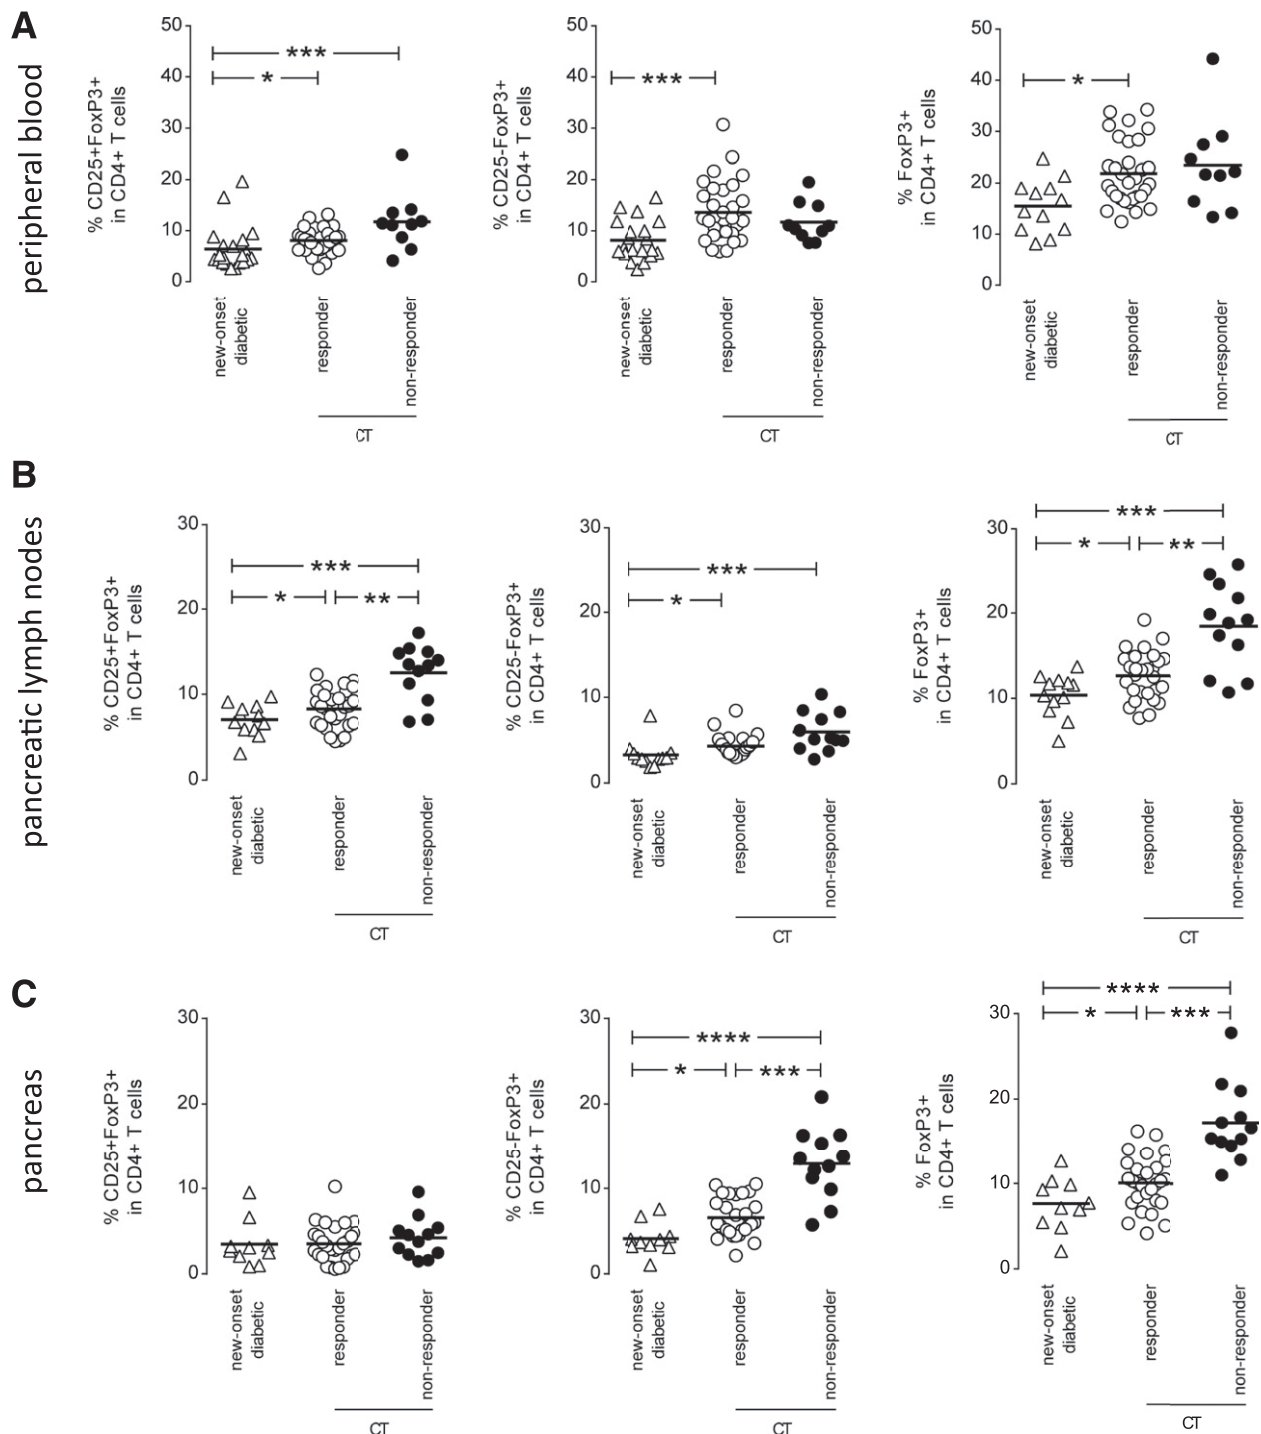 A
peripheral blood
% CD25+FoxP3+
in CD4+ T cells
50
40
30
20
10
0
***
*
new-onset
diabetic
responder
non-responder
CT
% CD25-FoxP3+
in CD4+ T cells
50
40
30
20
10
0
***
new-onset
diabetic
responder
non-responder
CT
% FoxP3+
in CD4+ T cells
50
40
30
20
10
0
*
new-onset
diabetic
responder
non-responder
CT
B
pancreatic lymph nodes
% CD25+FoxP3+
in CD4+ T cells
30
20
10
0
***
*
**
new-onset
diabetic
responder
non-responder
CT
% CD25-FoxP3+
in CD4+ T cells
30
20
10
0
***
*
new-onset
diabetic
responder
non-responder
CT
% FoxP3+
in CD4+ T cells
30
20
10
0
***
*
**
new-onset
diabetic
responder
non-responder
CT
C
pancreas
% CD25+FoxP3+
in CD4+ T cells
30
20
10
0
new-onset
diabetic
responder
non-responder
CT
% CD25-FoxP3+
in CD4+ T cells
30
20
10
0
****
*
***
new-onset
diabetic
responder
non-responder
CT
% FoxP3+
in CD4+ T cells
30
20
10
0
****
*
***
new-onset
diabetic
responder
non-responder
CT